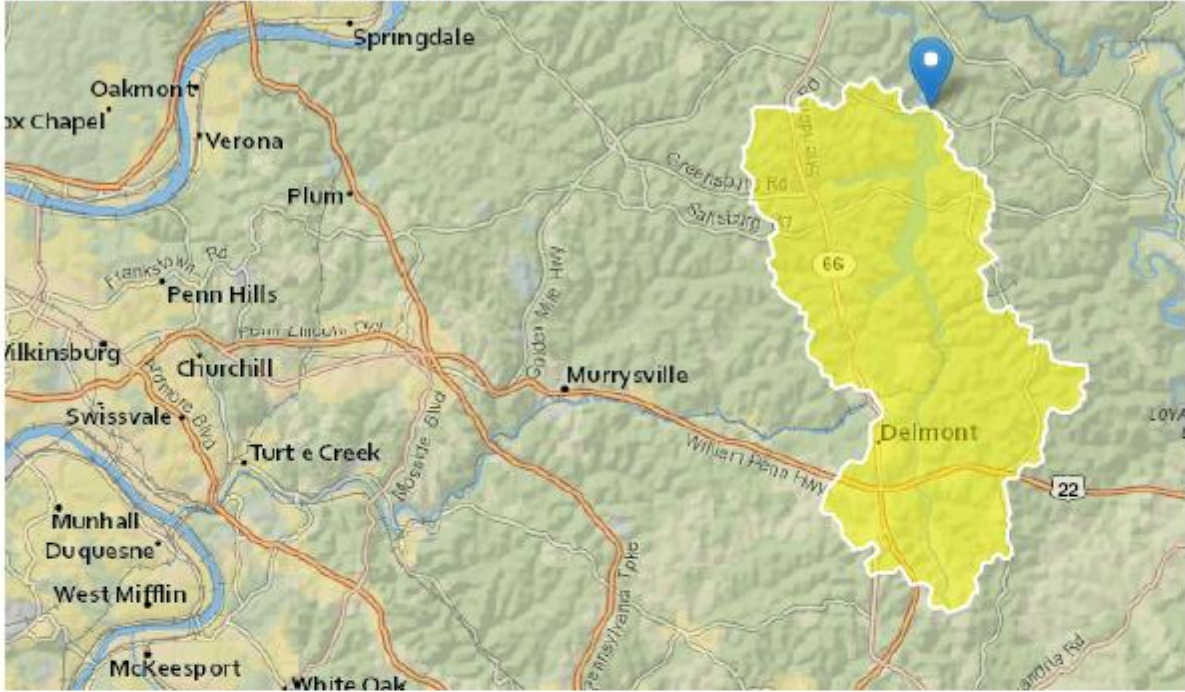 Springdale
Oakmont
ox Chapel
Verona
Plum
Greensburg Rd
Saltsburg
66
Frankstown Rd
Penn Hills
Golden Mile Hwy
Wilkinsburg
Churchill
Murrysville
Ardmore Blvd
Swissvale
Delmont
Mosside Blvd
Turt e Creek
William Penn Hwy
LOYA
22
Munhall
Duquesne
West Mifflin
Pennsylvania Tpke
McKeesport
White Oak
Rd